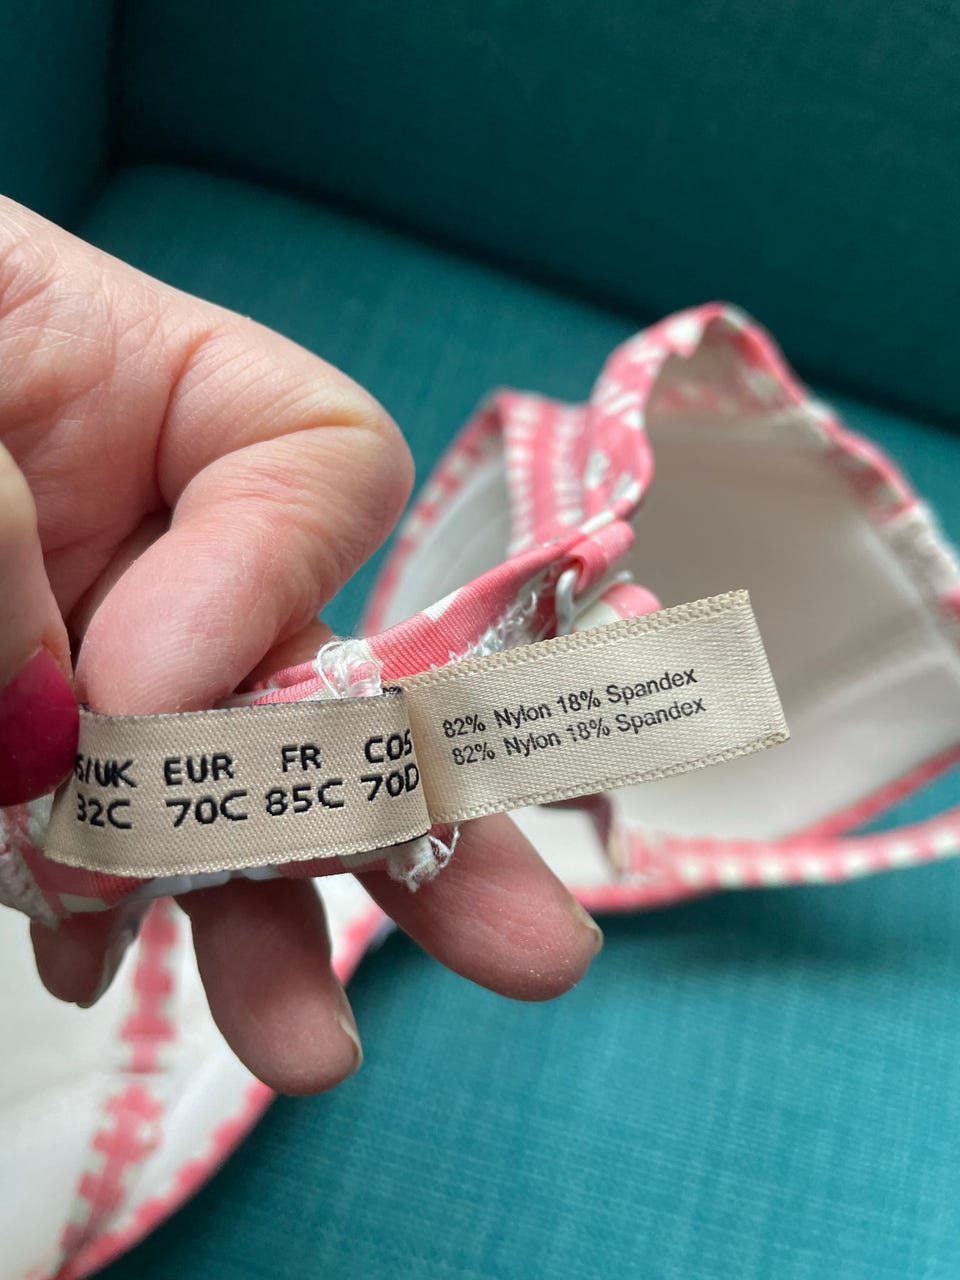 S/UK EUR FR COS
32C 70C 85C 70D
82% Nylon 18% Spandex
82% Nylon 18% Spandex